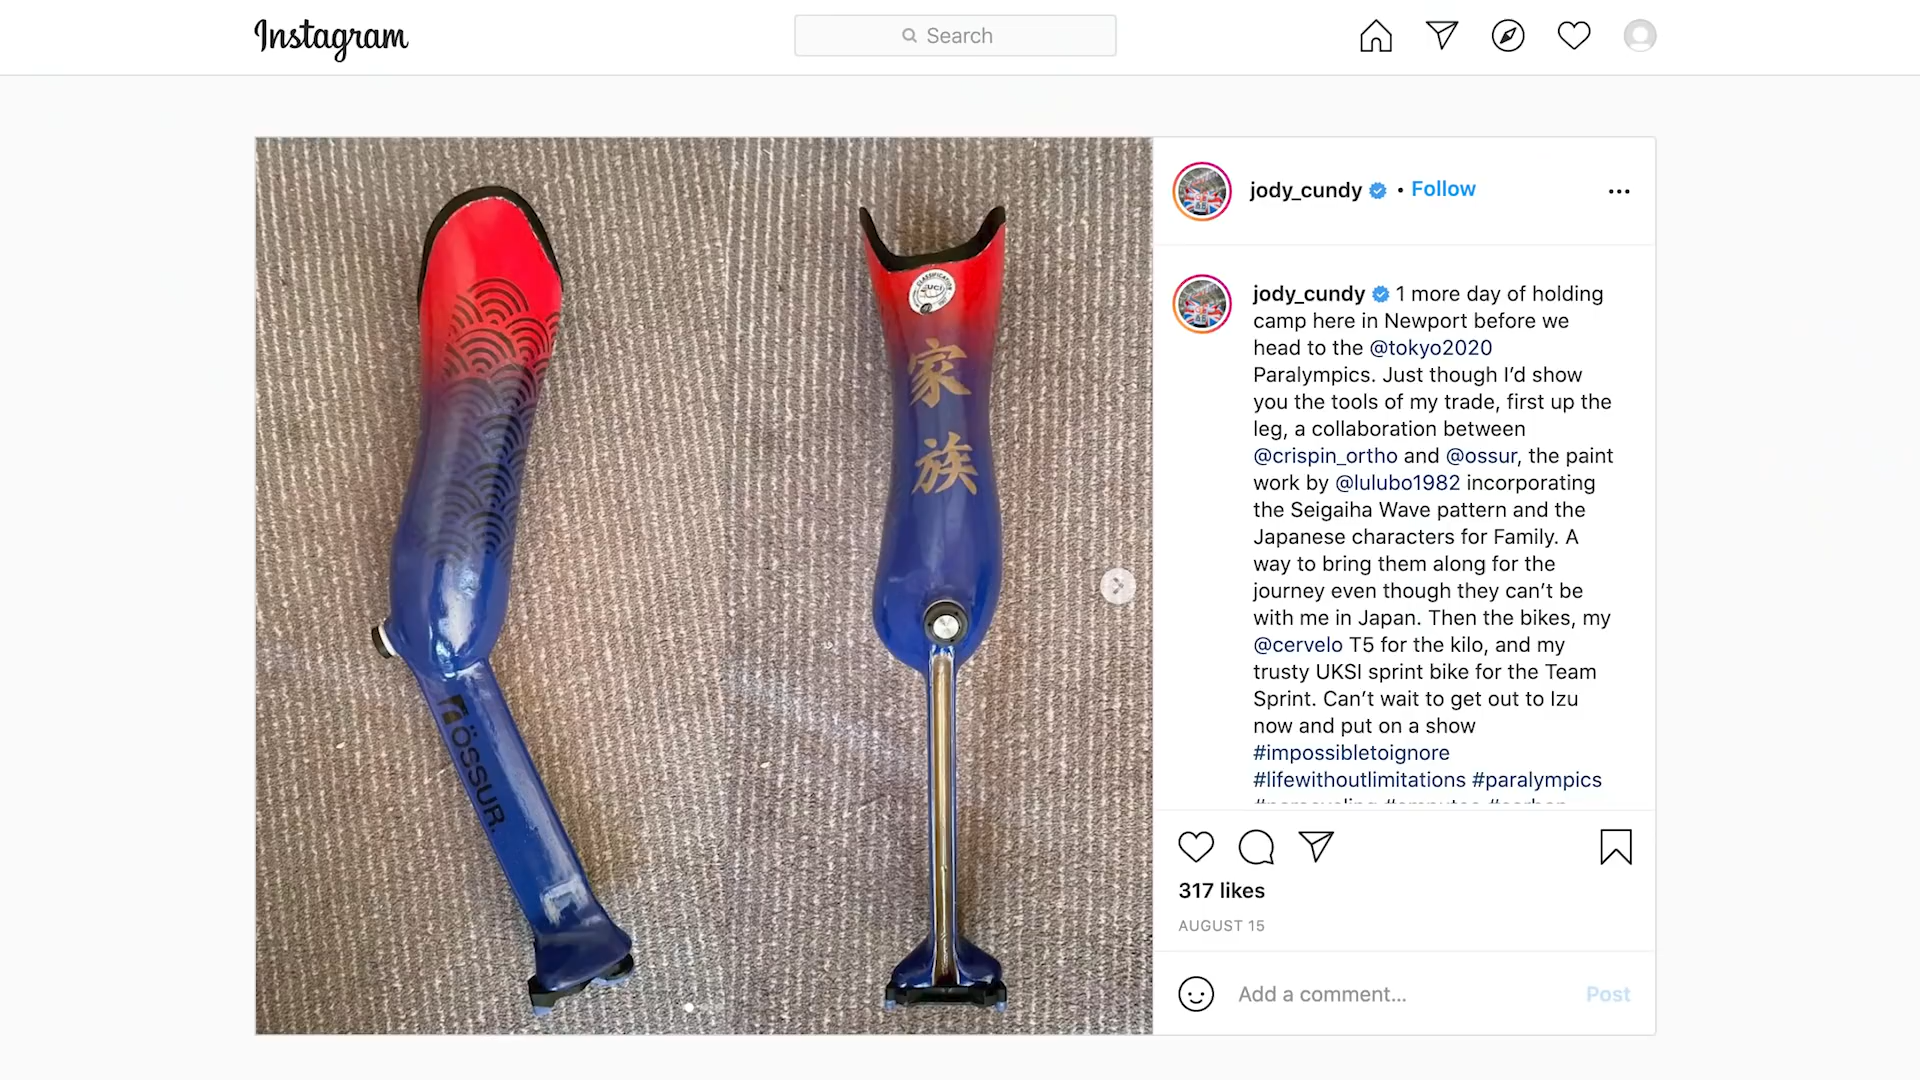 Instagram
Search
CLASSIFICATION
UCI
家
族
ÖSSUR.
jody_cundy • Follow
jody_cundy 1 more day of holding
camp here in Newport before we
head to the @tokyo2020
Paralympics. Just though I’d show
you the tools of my trade, first up the
leg, a collaboration between
@crispin_ortho and @ossur, the paint
work by @lulubo1982 incorporating
the Seigaiha Wave pattern and the
Japanese characters for Family. A
way to bring them along for the
journey even though they can’t be
with me in Japan. Then the bikes, my
@cervelo T5 for the kilo, and my
trusty UKSI sprint bike for the Team
Sprint. Can’t wait to get out to Izu
now and put on a show
#impossibletoignore
#lifewithoutlimitations #paralympics
317 likes
AUGUST 15
Add a comment...
Post